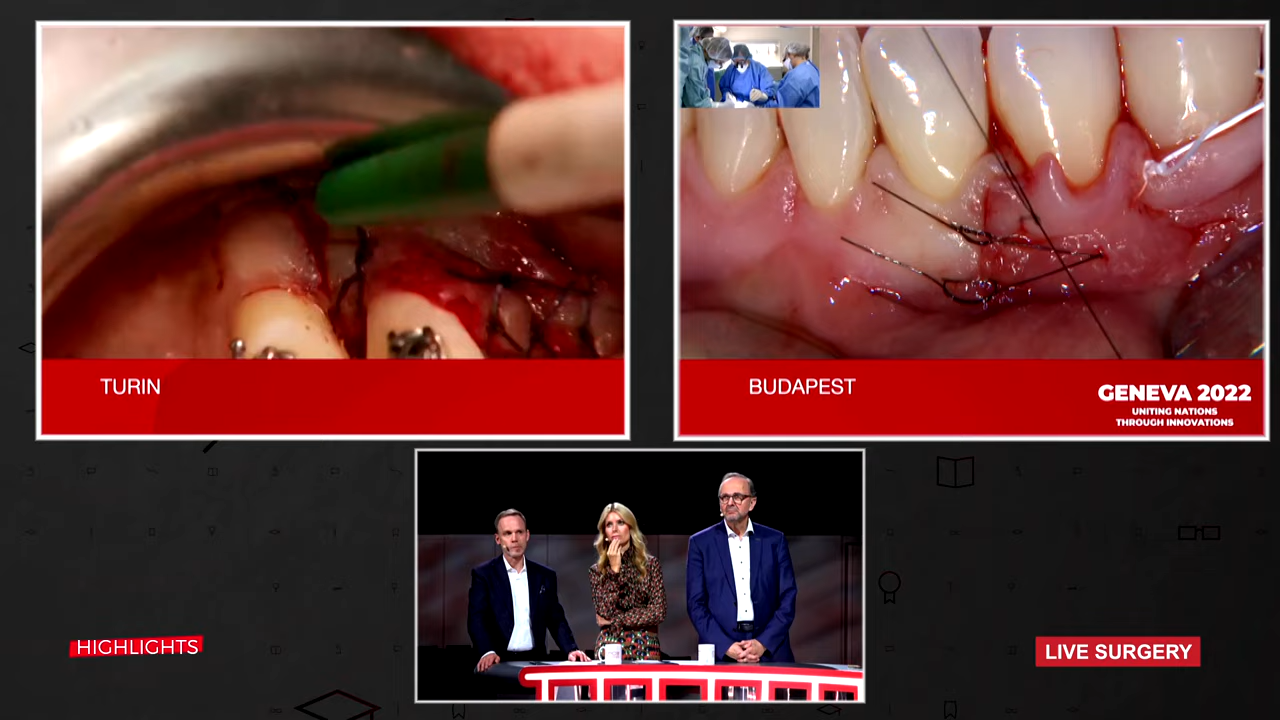 TURIN
BUDAPEST
GENEVA 2022
UNITING NATIONS
THROUGH INNOVATIONS
HIGHLIGHTS
LIVE SURGERY